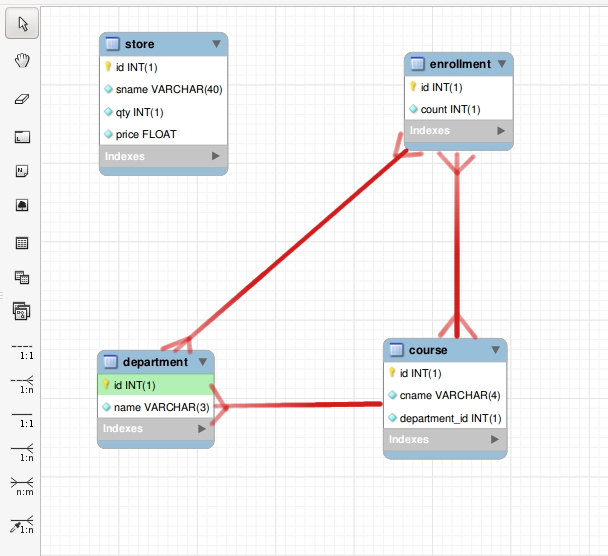 store
id INT(1)
sname VARCHAR(40)
qty INT(1)
price FLOAT
Indexes
enrollment
id INT(1)
count INT(1)
Indexes
department
id INT(1)
name VARCHAR(3)
Indexes
course
id INT(1)
cname VARCHAR(4)
department_id INT(1)
Indexes
1:1
1:n
1:1
1:n
n:m
1:n